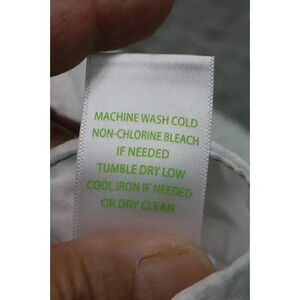 MACHINE WASH COLD
NON-CHLORINE BLEACH
IF NEEDED
TUMBLE DRY LOW
COOL IRON IF NEEDED
OR DRY CLEAN